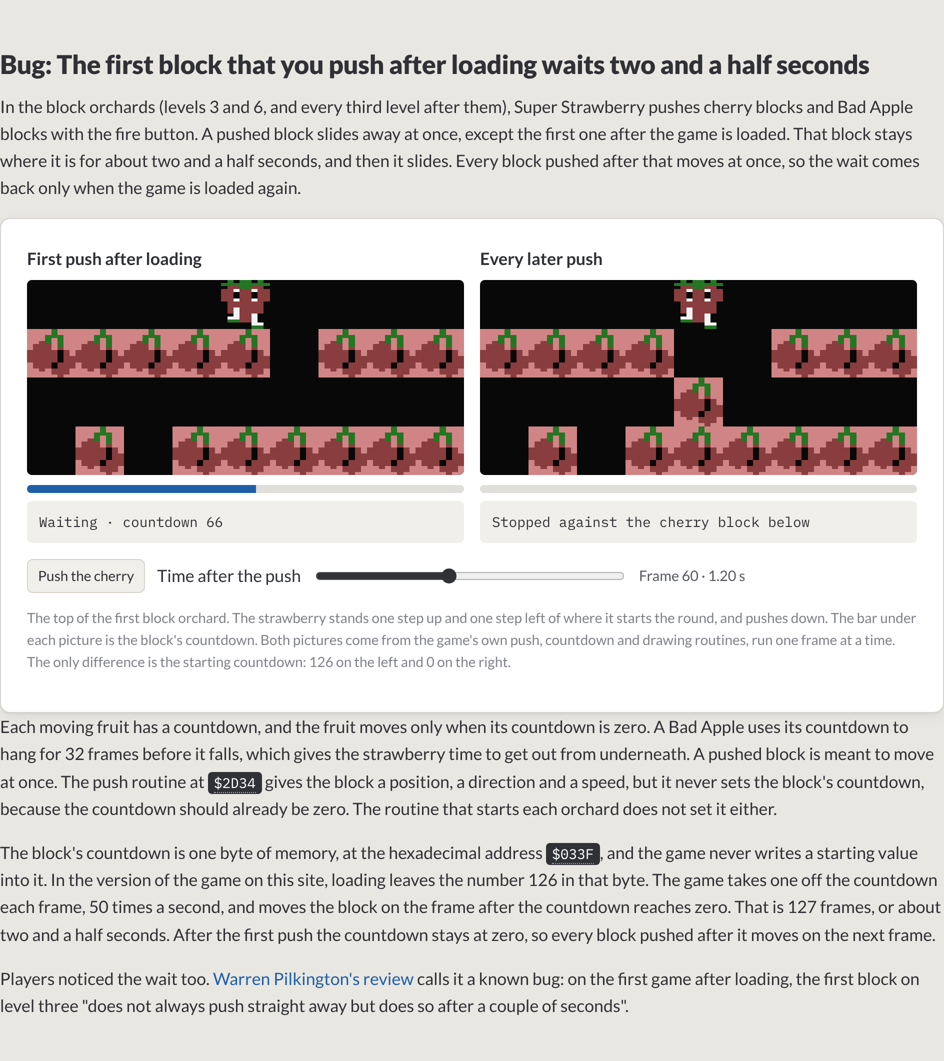 Bug: The first block that you push after loading waits two and a half seconds
In the block orchards (levels 3 and 6, and every third level after them), Super Strawberry pushes cherry blocks and Bad Apple
blocks with the fire button. A pushed block slides away at once, except the first one after the game is loaded. That block stays
where it is for about two and a half seconds, and then it slides. Every block pushed after that moves at once, so the wait comes
back only when the game is loaded again.
First push after loading
Every later push
Waiting · countdown 66
Stopped against the cherry block below
Push the cherry
Time after the push
Frame 60 · 1.20 s
The top of the first block orchard. The strawberry stands one step up and one step left of where it starts the round, and pushes down. The bar under
each picture is the block's countdown. Both pictures come from the game's own push, countdown and drawing routines, run one frame at a time.
The only difference is the starting countdown: 126 on the left and 0 on the right.
Each moving fruit has a countdown, and the fruit moves only when its countdown is zero. A Bad Apple uses its countdown to
hang for 32 frames before it falls, which gives the strawberry time to get out from underneath. A pushed block is meant to move
at once. The push routine at $2D34 gives the block a position, a direction and a speed, but it never sets the block's countdown,
because the countdown should already be zero. The routine that starts each orchard does not set it either.
The block's countdown is one byte of memory, at the hexadecimal address $033F, and the game never writes a starting value
into it. In the version of the game on this site, loading leaves the number 126 in that byte. The game takes one off the countdown
each frame, 50 times a second, and moves the block on the frame after the countdown reaches zero. That is 127 frames, or about
two and a half seconds. After the first push the countdown stays at zero, so every block pushed after it moves on the next frame.
Players noticed the wait too. Warren Pilkington's review calls it a known bug: on the first game after loading, the first block on
level three "does not always push straight away but does so after a couple of seconds".